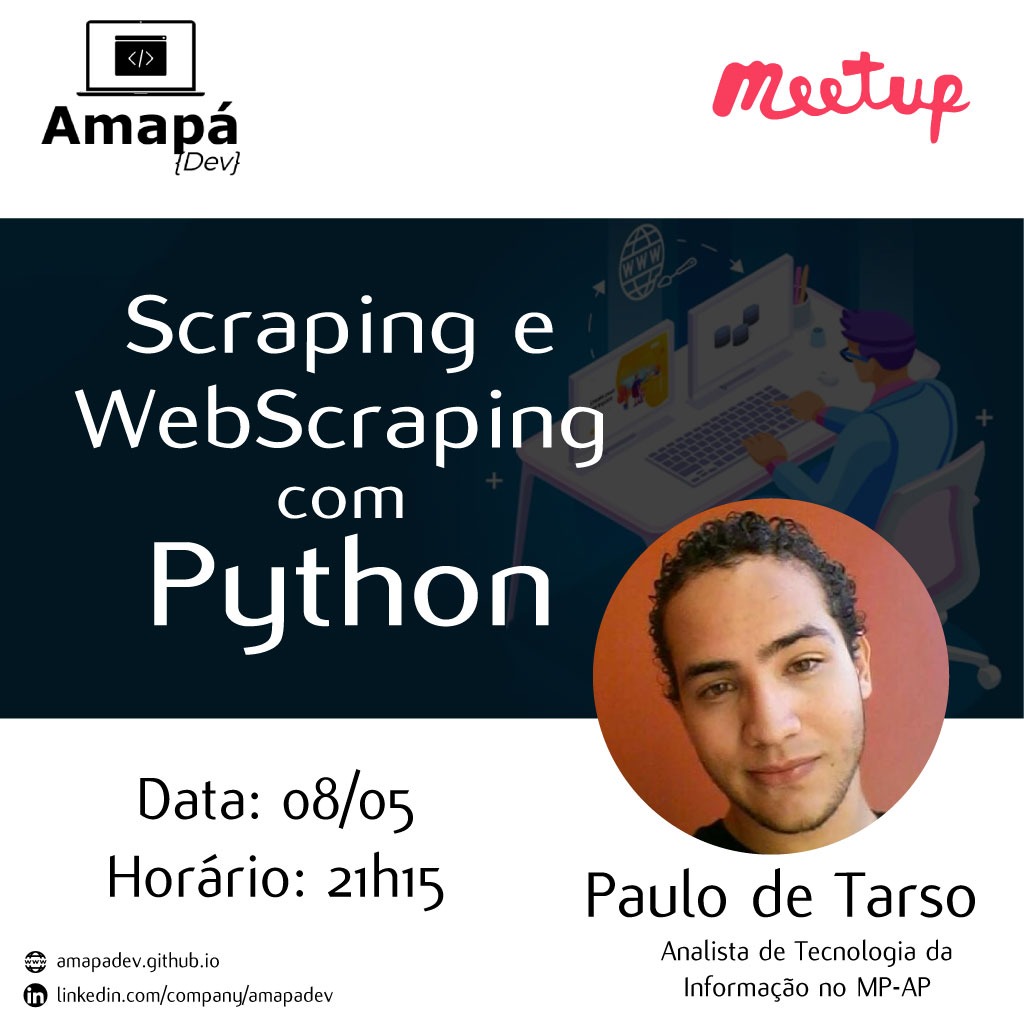 </>
Amapá
{Dev}
Meetup
WWW
Scraping e
WebScraping
com
Python
Data: 08/05
Horário: 21h15
Paulo de Tarso
Analista de Tecnologia da
Informação no MP-AP
amapadev.github.io
linkedin.com/company/amapadev